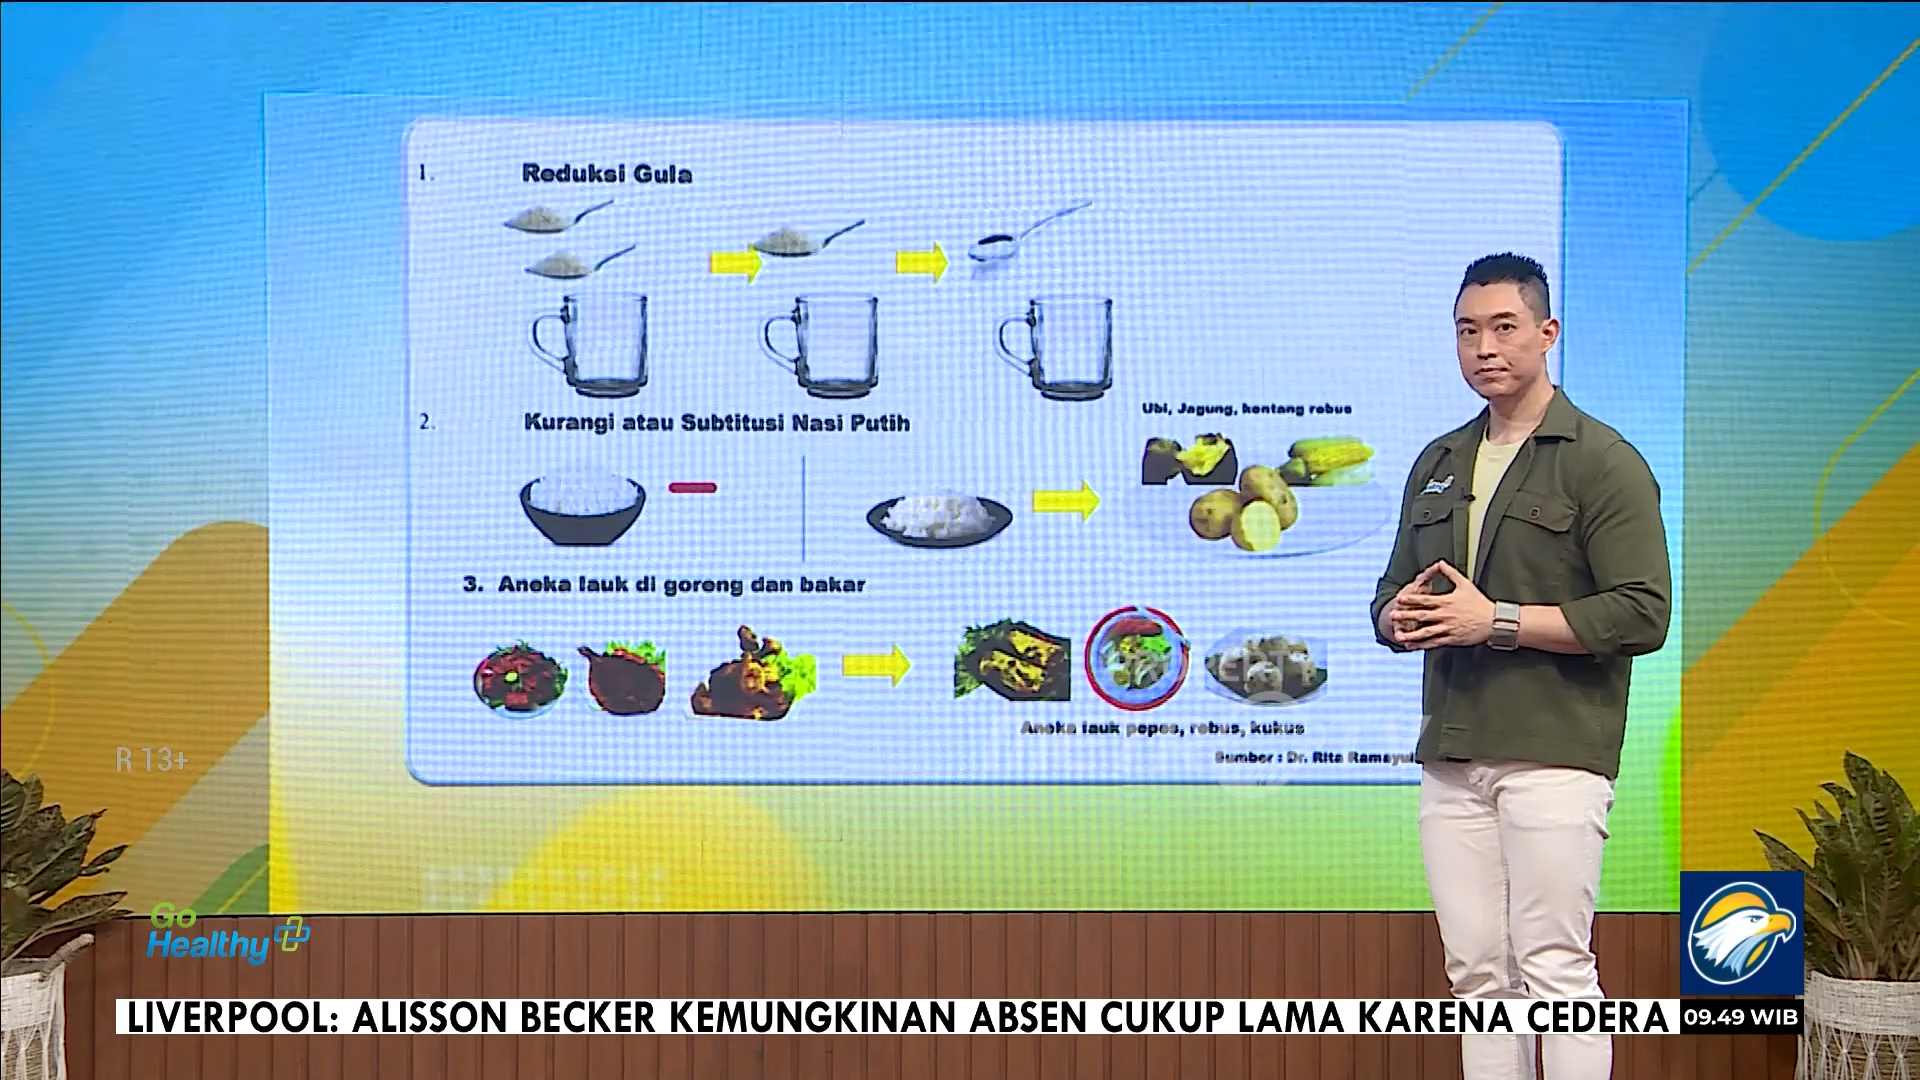 1. Reduksi Gula
2. Kurangi atau Subtitusi Nasi Putih
Ubi, Jagung, kentang rebus
3. Aneka lauk di goreng dan bakar
Aneka lauk pepes, rebus, kukus
Sumber : Dr. Rita
R 13+
Go
Healthy
LIVERPOOL: ALISSON BECKER KEMUNGKINAN ABSEN CUKUP LAMA KARENA CEDERA
09.49 WIB